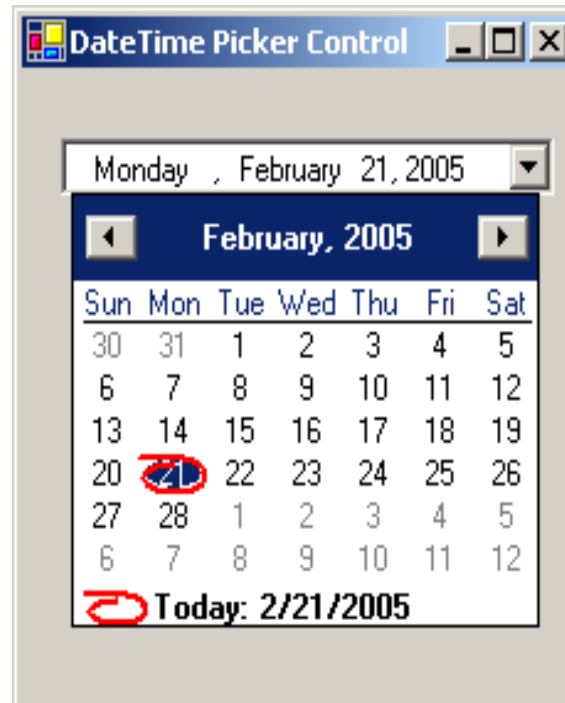 DateTime Picker Control
Monday , February 21, 2005
February, 2005
Sun Mon Tue Wed Thu Fri Sat
30 31 1 2 3 4 5
6 7 8 9 10 11 12
13 14 15 16 17 18 19
20 21 22 23 24 25 26
27 28 1 2 3 4 5
6 7 8 9 10 11 12
Today: 2/21/2005